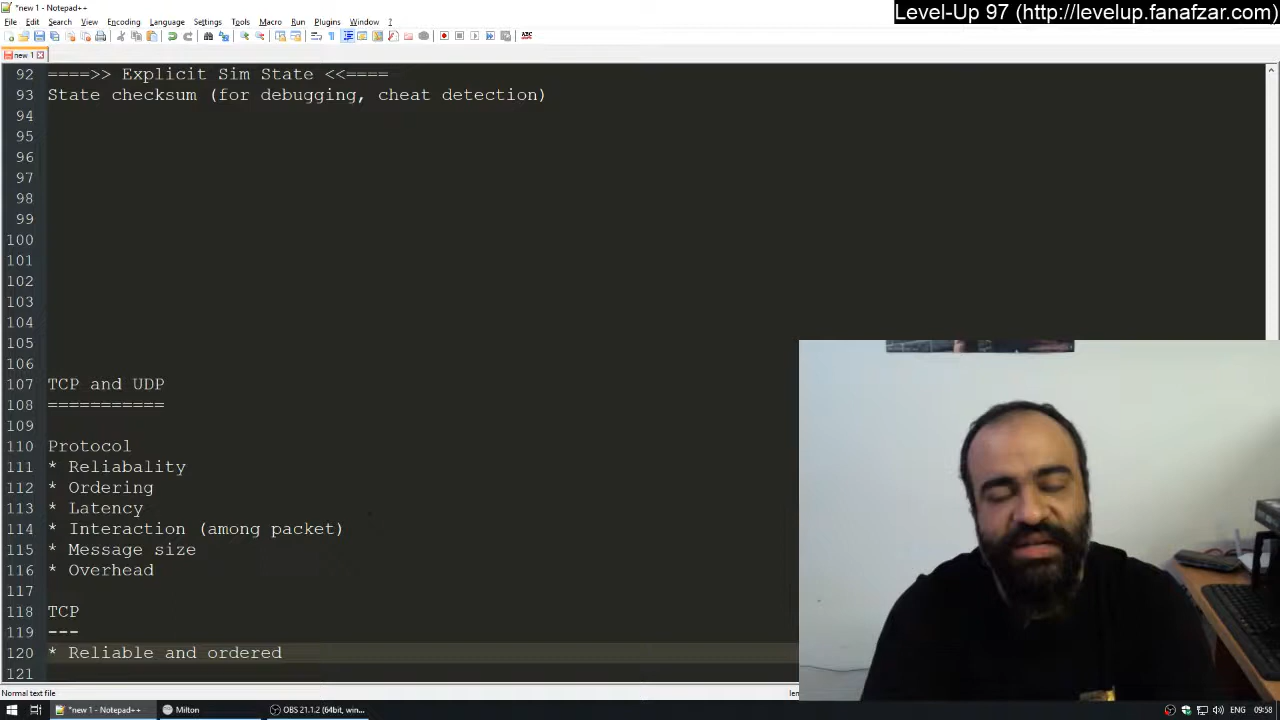 *new 1 - Notepad++
Level-Up 97 (http://levelup.fanafzar.com)
File Edit Search View Encoding Language Settings Tools Macro Run Plugins Window ?
new 1
92 ====>> Explicit Sim State <<====
93 State checksum (for debugging, cheat detection)
94
95
96
97
98
99
100
101
102
103
104
105
106
107 TCP and UDP
108 ===========
109
110 Protocol
111 * Reliabality
112 * Ordering
113 * Latency
114 * Interaction (among packet)
115 * Message size
116 * Overhead
117
118 TCP
119 ---
120 * Reliable and ordered
121
Normal text file
*new 1 - Notepad++ Milton OBS 21.1.2 (64bit, win... ENG 09:58